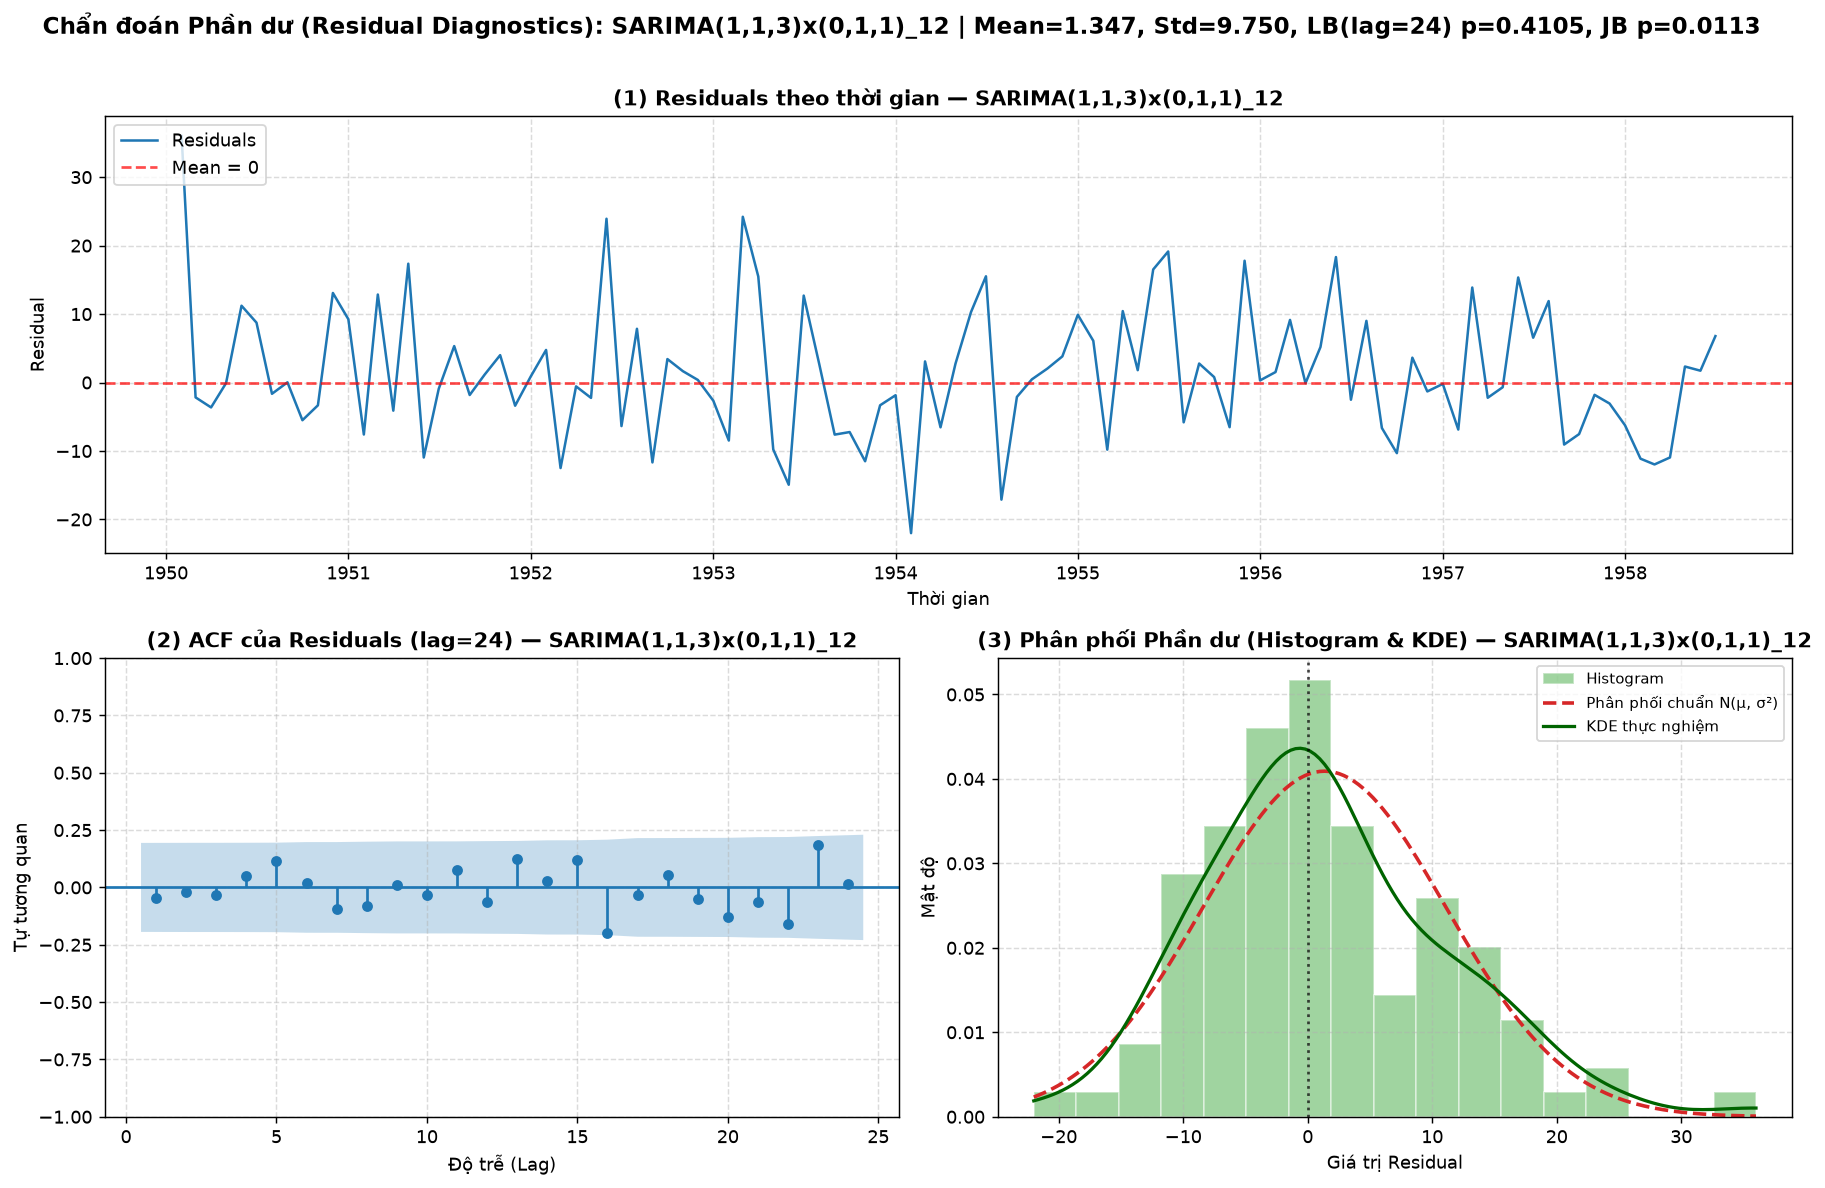 Chẩn đoán Phần dư (Residual Diagnostics): SARIMA(1,1,3)x(0,1,1)_12 | Mean=1.347, Std=9.750, LB(lag=24) p=0.4105, JB p=0.0113
(1) Residuals theo thời gian — SARIMA(1,1,3)x(0,1,1)_12
Residuals
Mean = 0
Residual
30
20
10
0
−10
−20
1950 1951 1952 1953 1954 1955 1956 1957 1958
Thời gian
(2) ACF của Residuals (lag=24) — SARIMA(1,1,3)x(0,1,1)_12
Tự tương quan
1.00
0.75
0.50
0.25
0.00
−0.25
−0.50
−0.75
−1.00
0 5 10 15 20 25
Độ trễ (Lag)
(3) Phân phối Phần dư (Histogram & KDE) — SARIMA(1,1,3)x(0,1,1)_12
Histogram
Phân phối chuẩn N(μ, σ²)
KDE thực nghiệm
Mật độ
0.05
0.04
0.03
0.02
0.01
0.00
−20 −10 0 10 20 30
Giá trị Residual